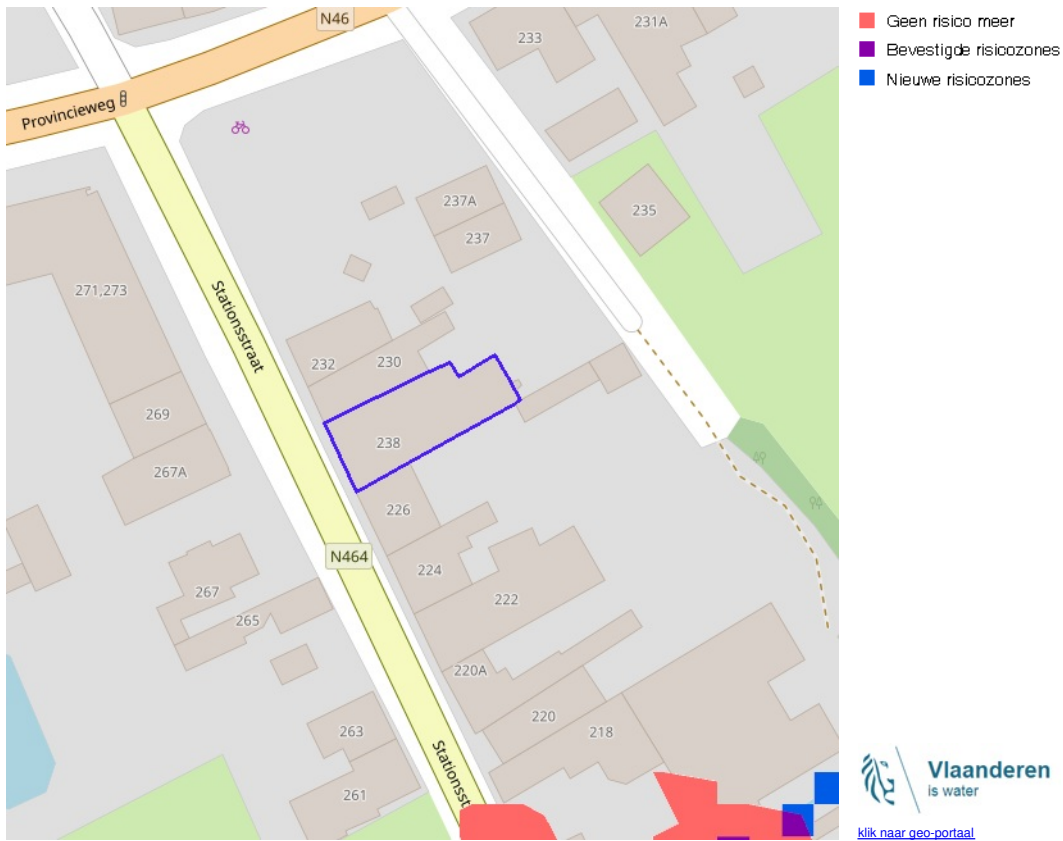 N46
233
231A
Geen risico meer
Bevestigde risicozones
Nieuwe risicozones
Provincieweg
237A
237
235
271,273
Stationsstraat
232
230
269
238
267A
226
N464
224
267
222
265
220A
263
220
218
Stationsst
261
Vlaanderen
is water
klik naar geo-portaal